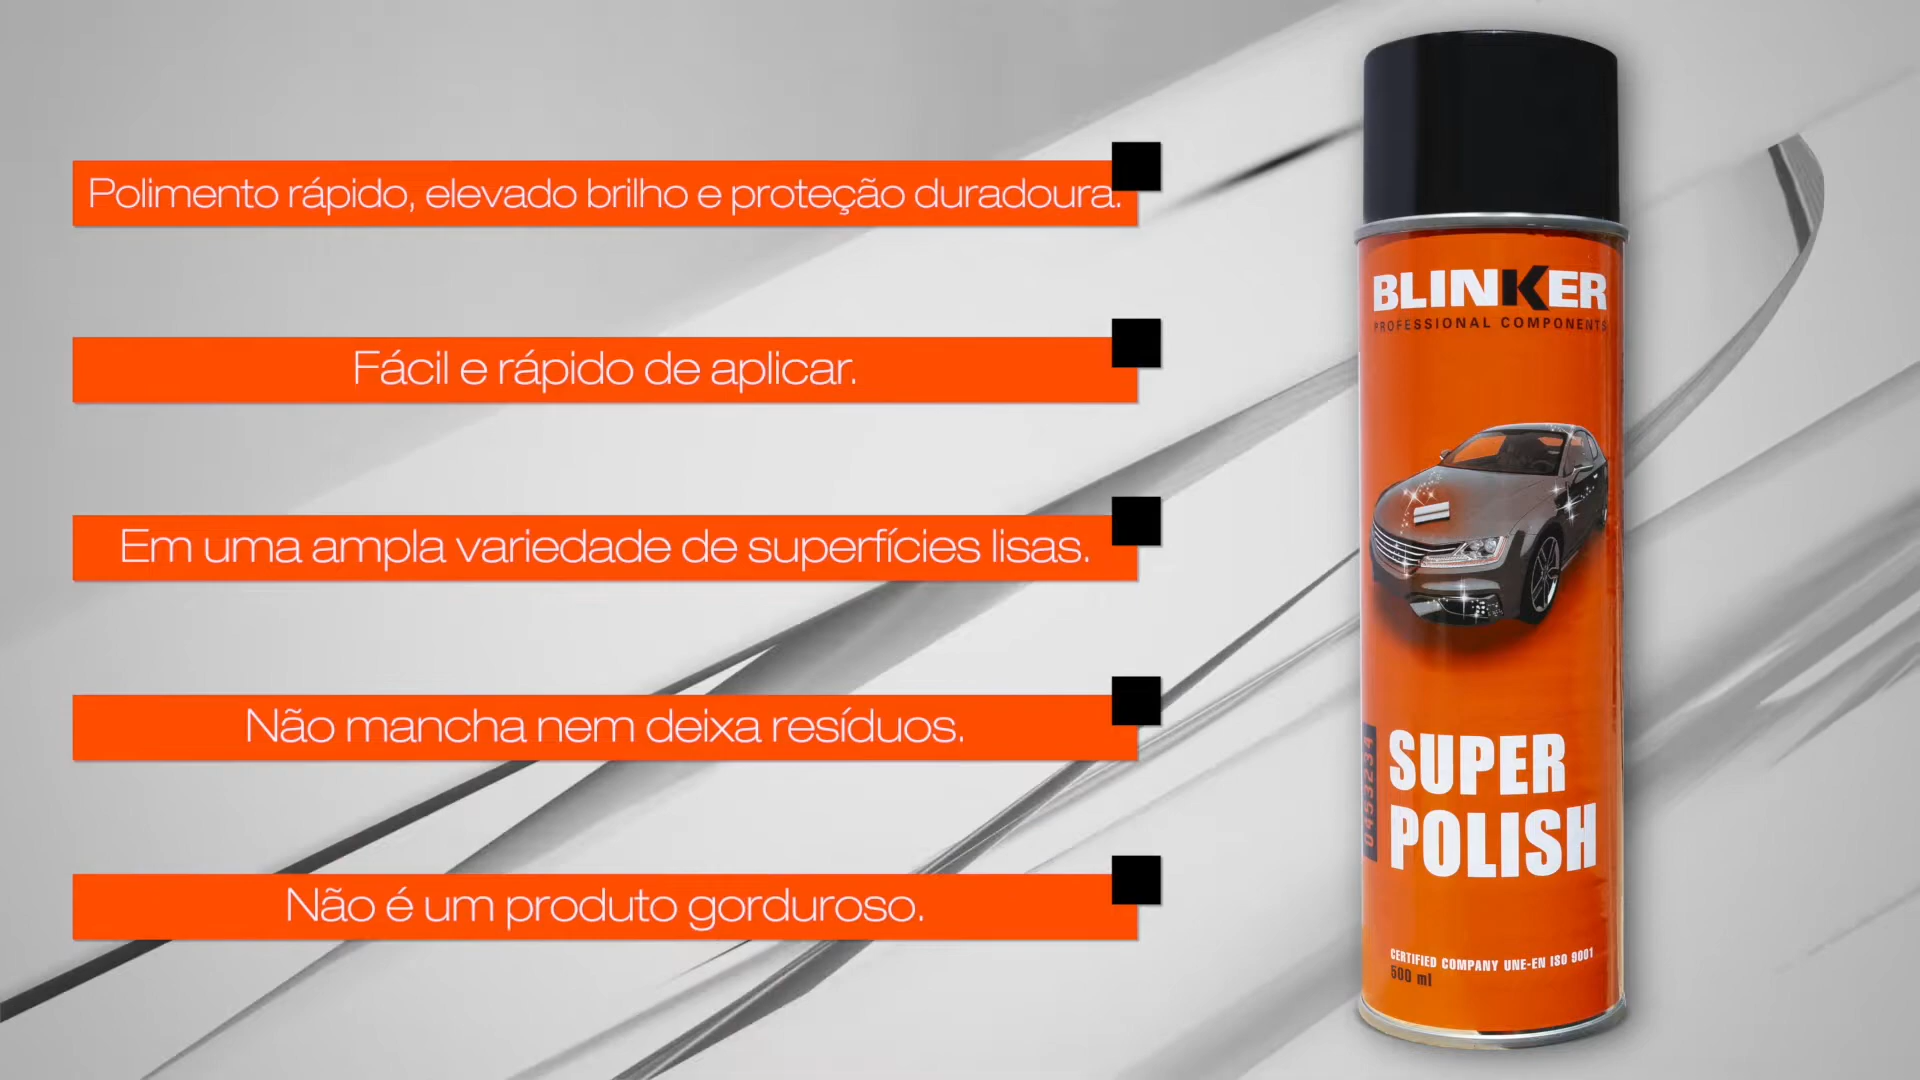 Polimento rápido, elevado brilho e proteção duradoura.
Fácil e rápido de aplicar.
Em uma ampla variedade de superfícies lisas.
Não mancha nem deixa resíduos.
Não é um produto gorduroso.
BLINKER
PROFESSIONAL COMPONENTS
0453234
SUPER
POLISH
CERTIFIED COMPANY UNE-EN ISO 9001
500 ml